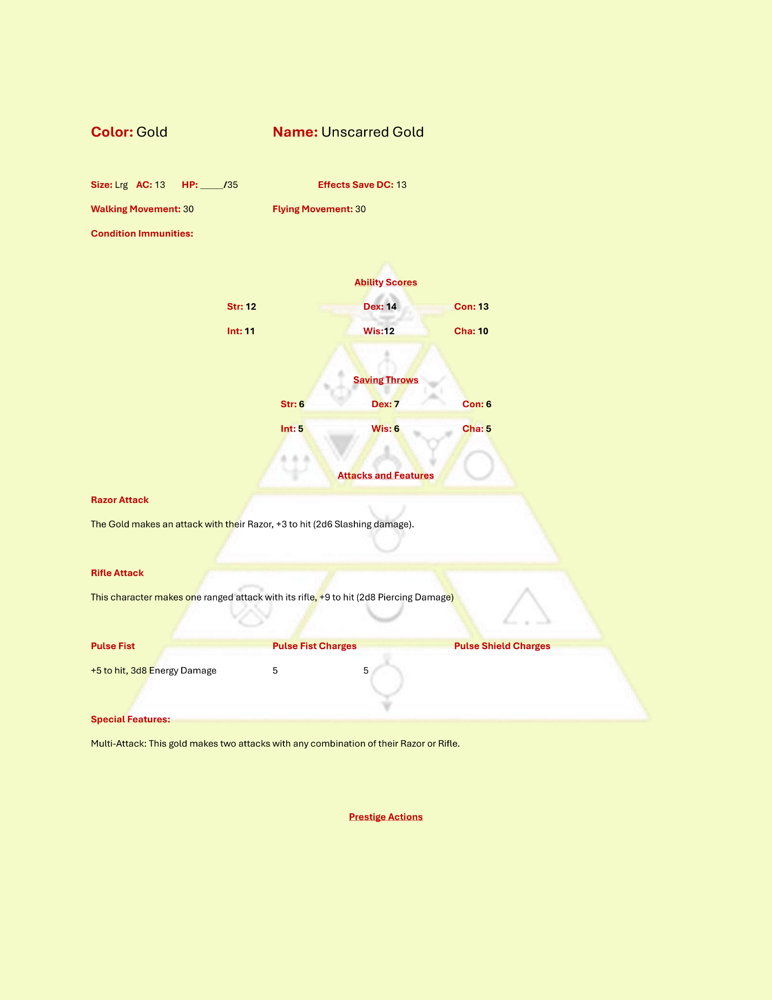 Color: Gold Name: Unscarred Gold
Size: Lrg AC: 13 HP: _____/35 Effects Save DC: 13
Walking Movement: 30 Flying Movement: 30
Condition Immunities:
Ability Scores
Str: 12 Dex: 14 Con: 13
Int: 11 Wis:12 Cha: 10
Saving Throws
Str: 6 Dex: 7 Con: 6
Int: 5 Wis: 6 Cha: 5
Attacks and Features
Razor Attack
The Gold makes an attack with their Razor, +3 to hit (2d6 Slashing damage).
Rifle Attack
This character makes one ranged attack with its rifle, +9 to hit (2d8 Piercing Damage)
Pulse Fist Pulse Fist Charges Pulse Shield Charges
+5 to hit, 3d8 Energy Damage 5 5
Special Features:
Multi-Attack: This gold makes two attacks with any combination of their Razor or Rifle.
Prestige Actions